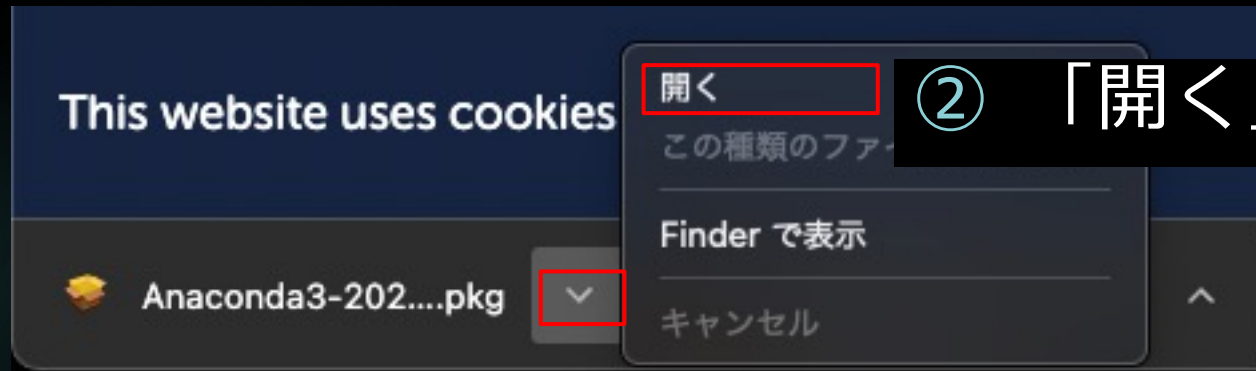 This website uses cookies
開く
② 「開く」
この種類のファイ
Finder で表示
Anaconda3-202....pkg
キャンセル